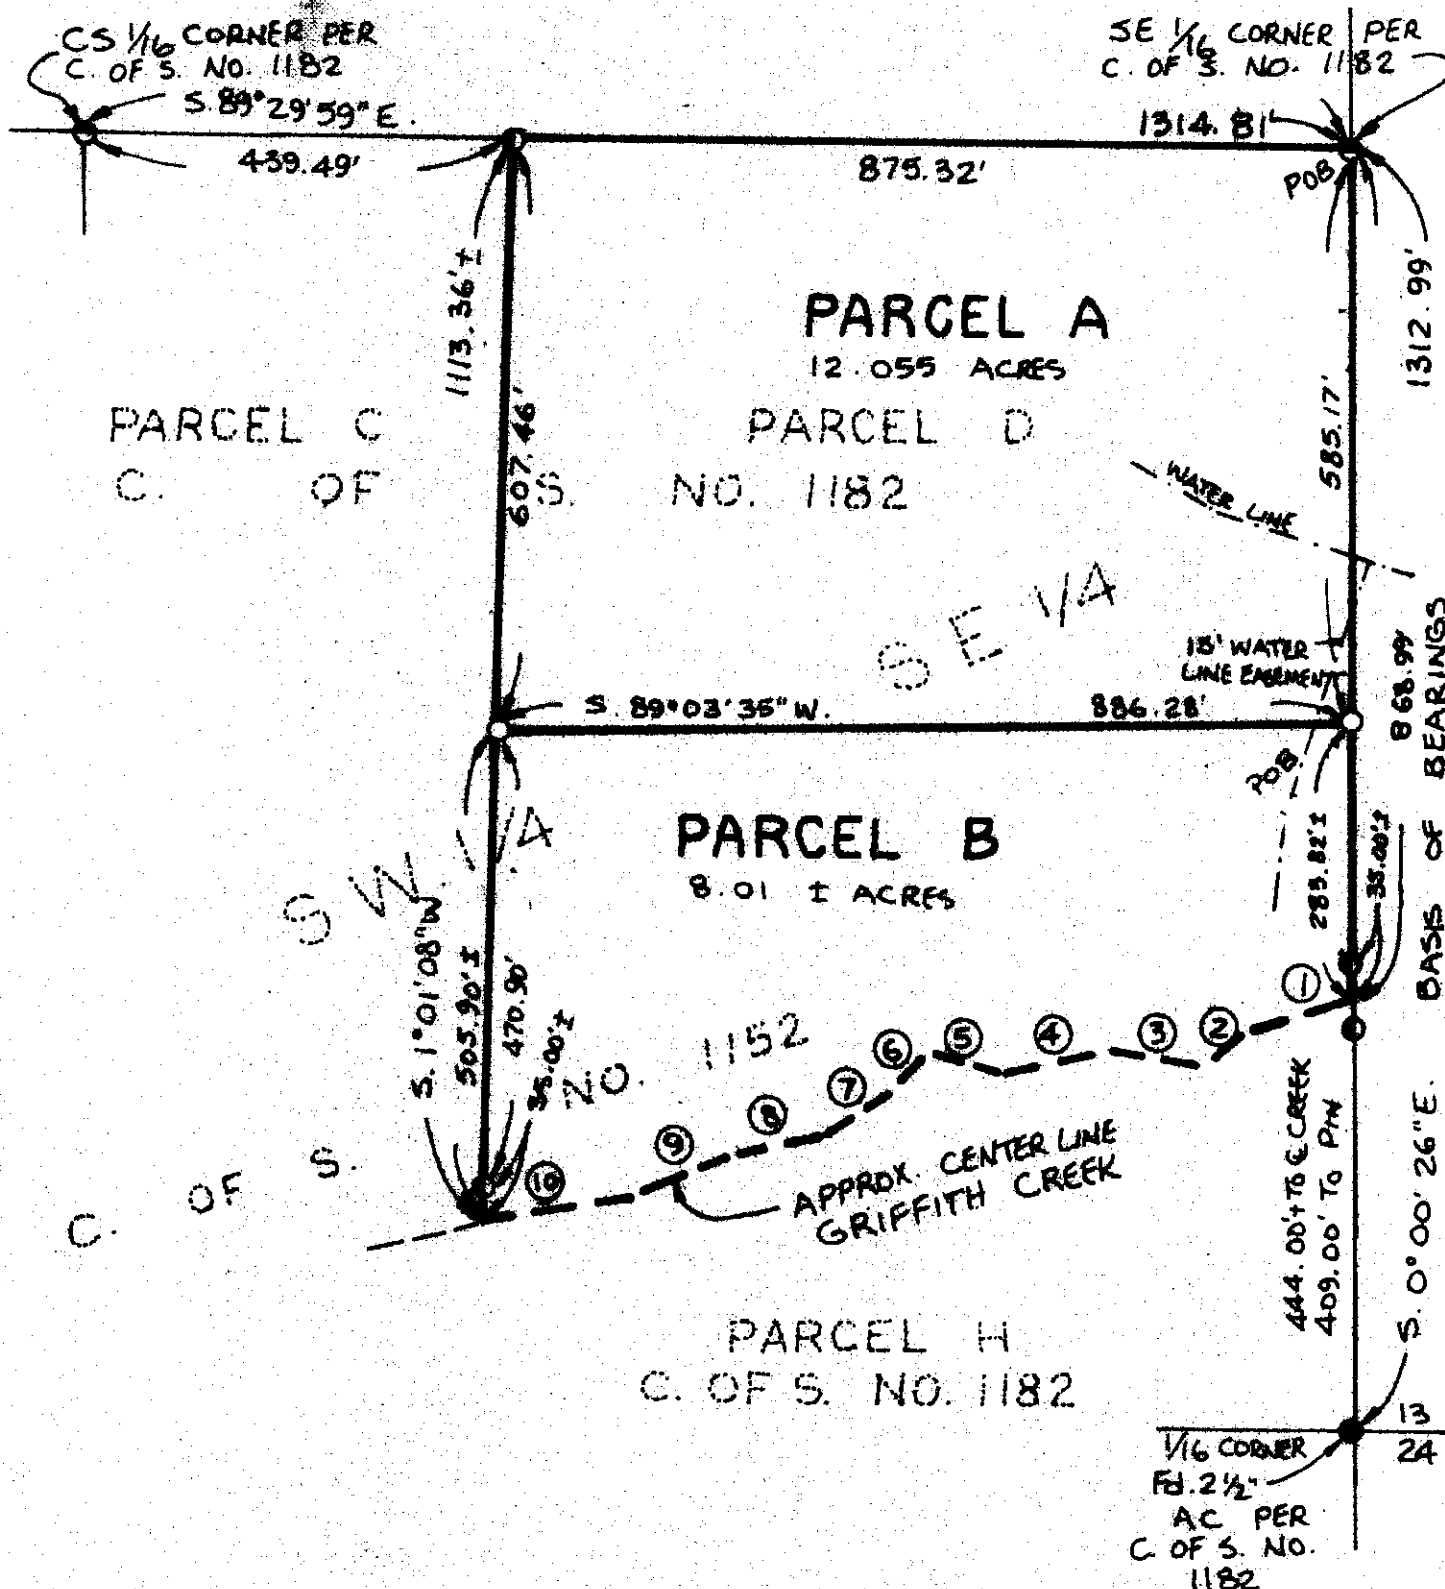 CS 1/16 CORNER PER
C. OF S. NO. 1182
S. 89° 29' 59" E.
439.49'
SE 1/16 CORNER PER
C. OF S. NO. 1182
1314.81'
875.32'
POB
1312.99'
1113.36'±
607.46'
585.17'
PARCEL A
12.055 ACRES
PARCEL C
PARCEL D
C. OF S. NO. 1182
WATER LINE
SE 1/4
15' WATER
LINE EASEMENT
868.99'
BASIS OF BEARINGS
S. 0° 00' 26" E.
S. 89° 03' 35" W.
886.28'
POB
PARCEL B
8.01 ± ACRES
283.82'±
35.00'±
SW 1/4
S. 1° 01' 08" W
505.90'±
470.90'
35.00'±
C. OF S. NO. 1152
1
2
3
4
5
6
7
8
9
10
APPROX. CENTER LINE
GRIFFITH CREEK
444.00'± TO ℄ CREEK
409.00' TO PIN
PARCEL H
C. OF S. NO. 1182
13
24
1/16 CORNER
Fd. 2 1/2"
AC PER
C. OF S. NO.
1182